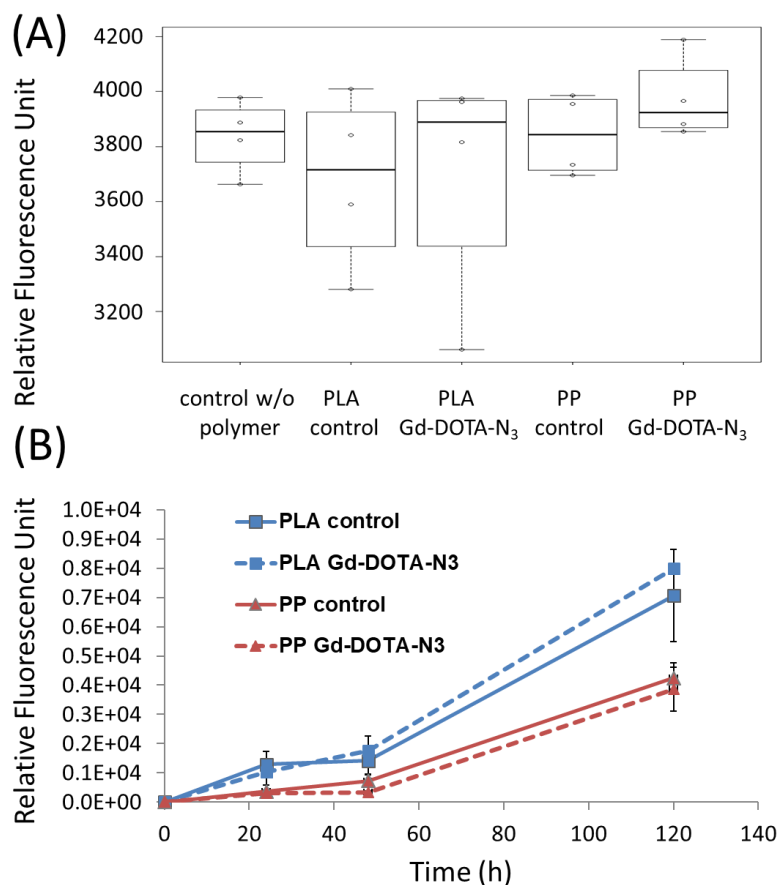 (A)
Relative Fluorescence Unit
4200
4000
3800
3600
3400
3200
control w/o
polymer
PLA
control
PLA
Gd-DOTA-N₃
PP
control
PP
Gd-DOTA-N₃
(B)
Relative Fluorescence Unit
1.0E+04
0.9E+04
0.8E+04
0.7E+04
0.6E+04
0.5E+04
0.4E+04
0.3E+04
0.2E+04
0.1E+04
0.0E+00
PLA control
PLA Gd-DOTA-N3
PP control
PP Gd-DOTA-N3
0 20 40 60 80 100 120 140
Time (h)